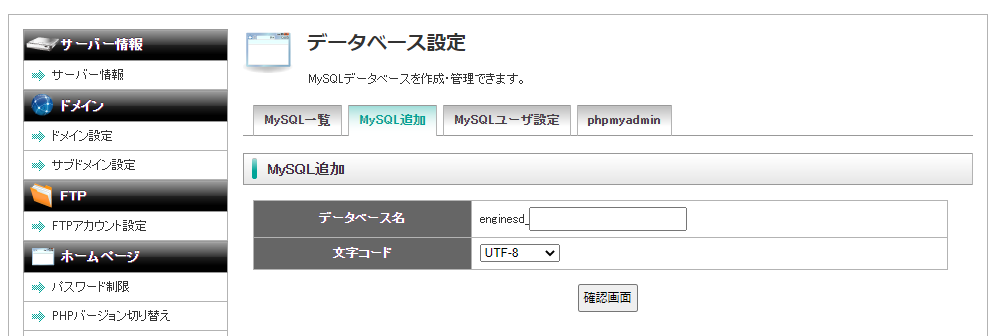 サーバー情報
サーバー情報
ドメイン
ドメイン設定
サブドメイン設定
FTP
FTPアカウント設定
ホームページ
パスワード制限
PHPバージョン切り替え
データベース設定
MySQLデータベースを作成・管理できます。
MySQL一覧 MySQL追加 MySQLユーザ設定 phpmyadmin
MySQL追加
データベース名 enginesd_
文字コード UTF-8
確認画面